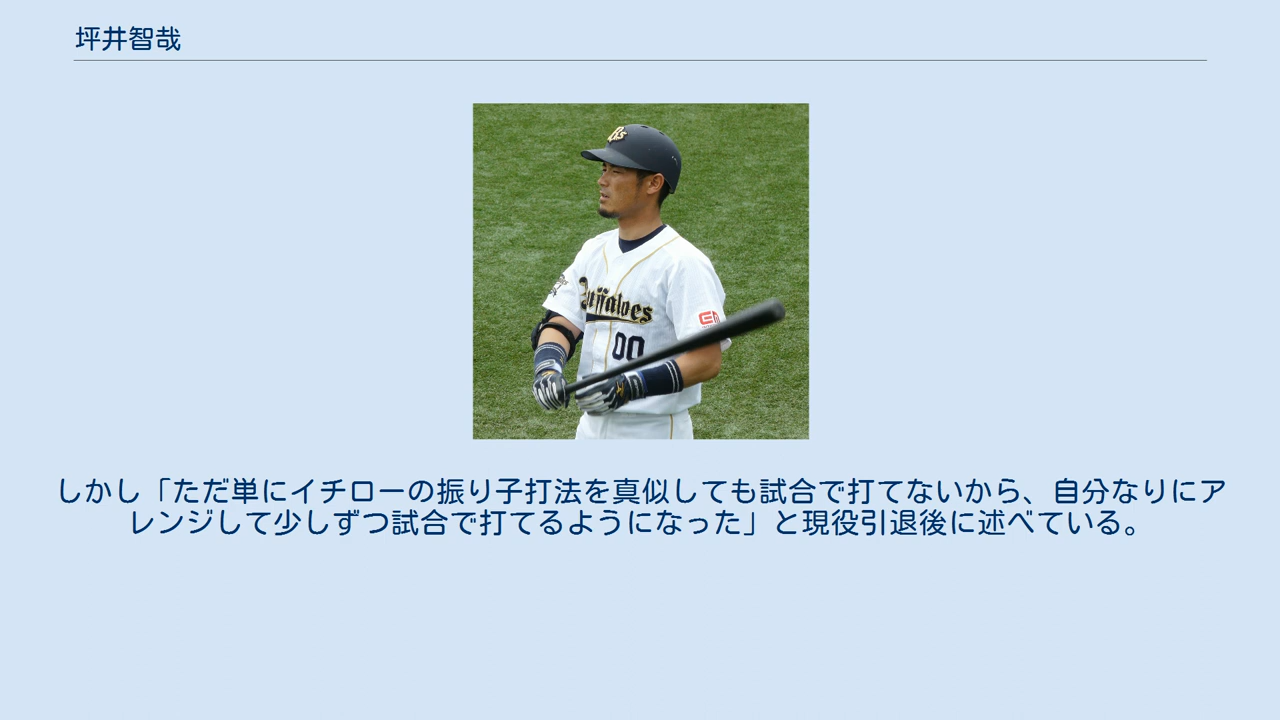 坪井智哉
Bs
Buffaloes
00
しかし「ただ単にイチローの振り子打法を真似しても試合で打てないから、自分なりにア
レンジして少しずつ試合で打てるようになった」と現役引退後に述べている。